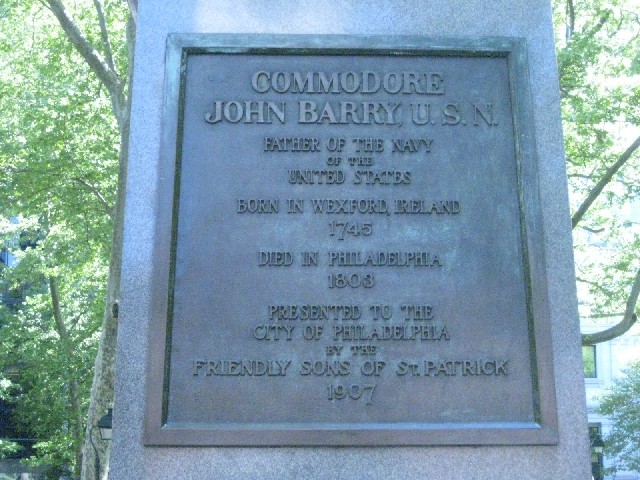 COMMODORE
JOHN BARRY, U.S.N.
FATHER OF THE NAVY
OF THE
UNITED STATES
BORN IN WEXFORD, IRELAND
1745
DIED IN PHILADELPHIA
1803
PRESENTED TO THE
CITY OF PHILADELPHIA
BY THE
FRIENDLY SONS OF ST. PATRICK
1907